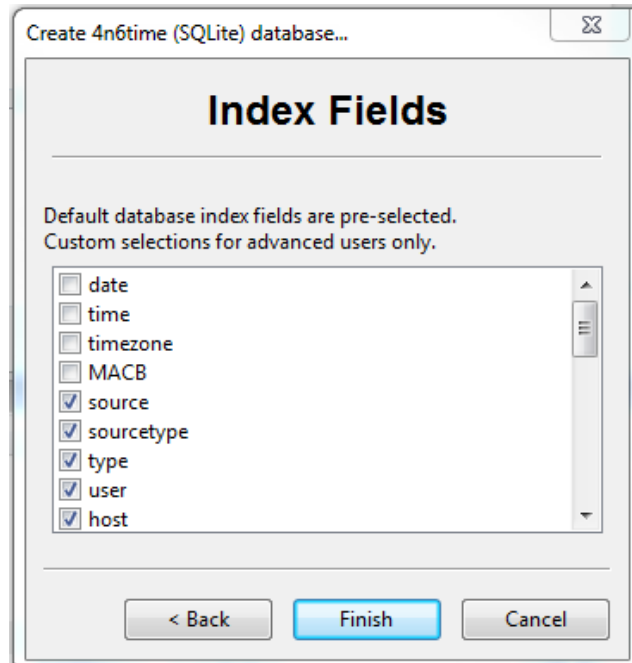 Create 4n6time (SQLite) database...
Index Fields
Default database index fields are pre-selected.
Custom selections for advanced users only.
date
time
timezone
MACB
source
sourcetype
type
user
host
< Back
Finish
Cancel